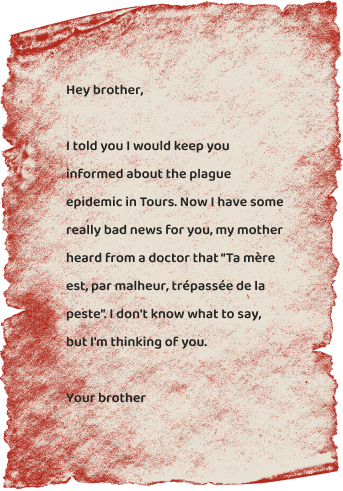 Hey brother,
I told you I would keep you
informed about the plague
epidemic in Tours. Now I have some
really bad news for you, my mother
heard from a doctor that “Ta mère
est, par malheur, trépassée de la
peste”. I don't know what to say,
but I'm thinking of you.
Your brother